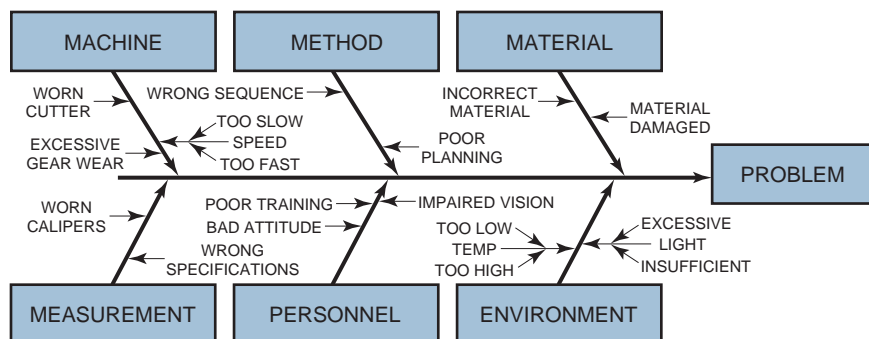 MACHINE
METHOD
MATERIAL
WORN
CUTTER
EXCESSIVE
GEAR WEAR
TOO SLOW
SPEED
TOO FAST
WRONG SEQUENCE
POOR
PLANNING
INCORRECT
MATERIAL
MATERIAL
DAMAGED
PROBLEM
WORN
CALIPERS
WRONG
SPECIFICATIONS
POOR TRAINING
BAD ATTITUDE
IMPAIRED VISION
TOO LOW
TEMP
TOO HIGH
EXCESSIVE
LIGHT
INSUFFICIENT
MEASUREMENT
PERSONNEL
ENVIRONMENT